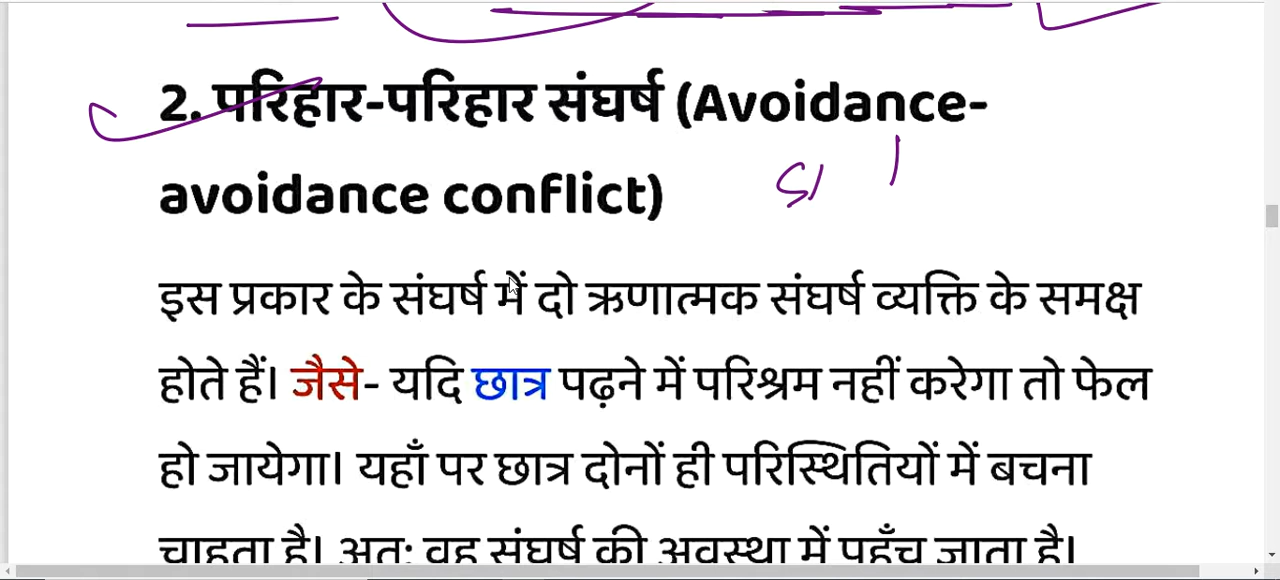 2. परिहार-परिहार संघर्ष (Avoidance-
avoidance conflict)
इस प्रकार के संघर्ष में दो ऋणात्मक संघर्ष व्यक्ति के समक्ष
होते हैं। जैसे- यदि छात्र पढ़ने में परिश्रम नहीं करेगा तो फेल
हो जायेगा। यहाँ पर छात्र दोनों ही परिस्थितियों में बचना
चाहता है। अत: वह संघर्ष की अवस्था में पहुँच जाता है।